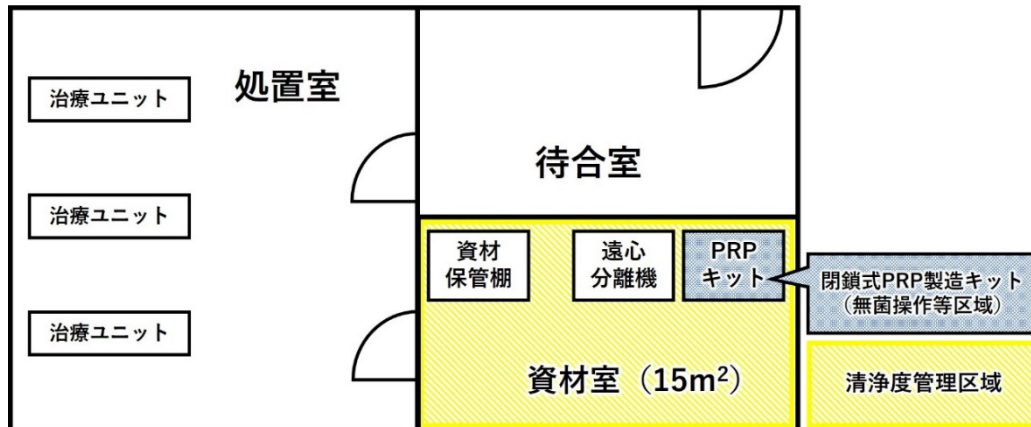 処置室
治療ユニット
治療ユニット
治療ユニット
待合室
資材
保管棚
遠心
分離機
PRP
キット
資材室（15m²）
閉鎖式PRP製造キット
（無菌操作等区域）
清浄度管理区域